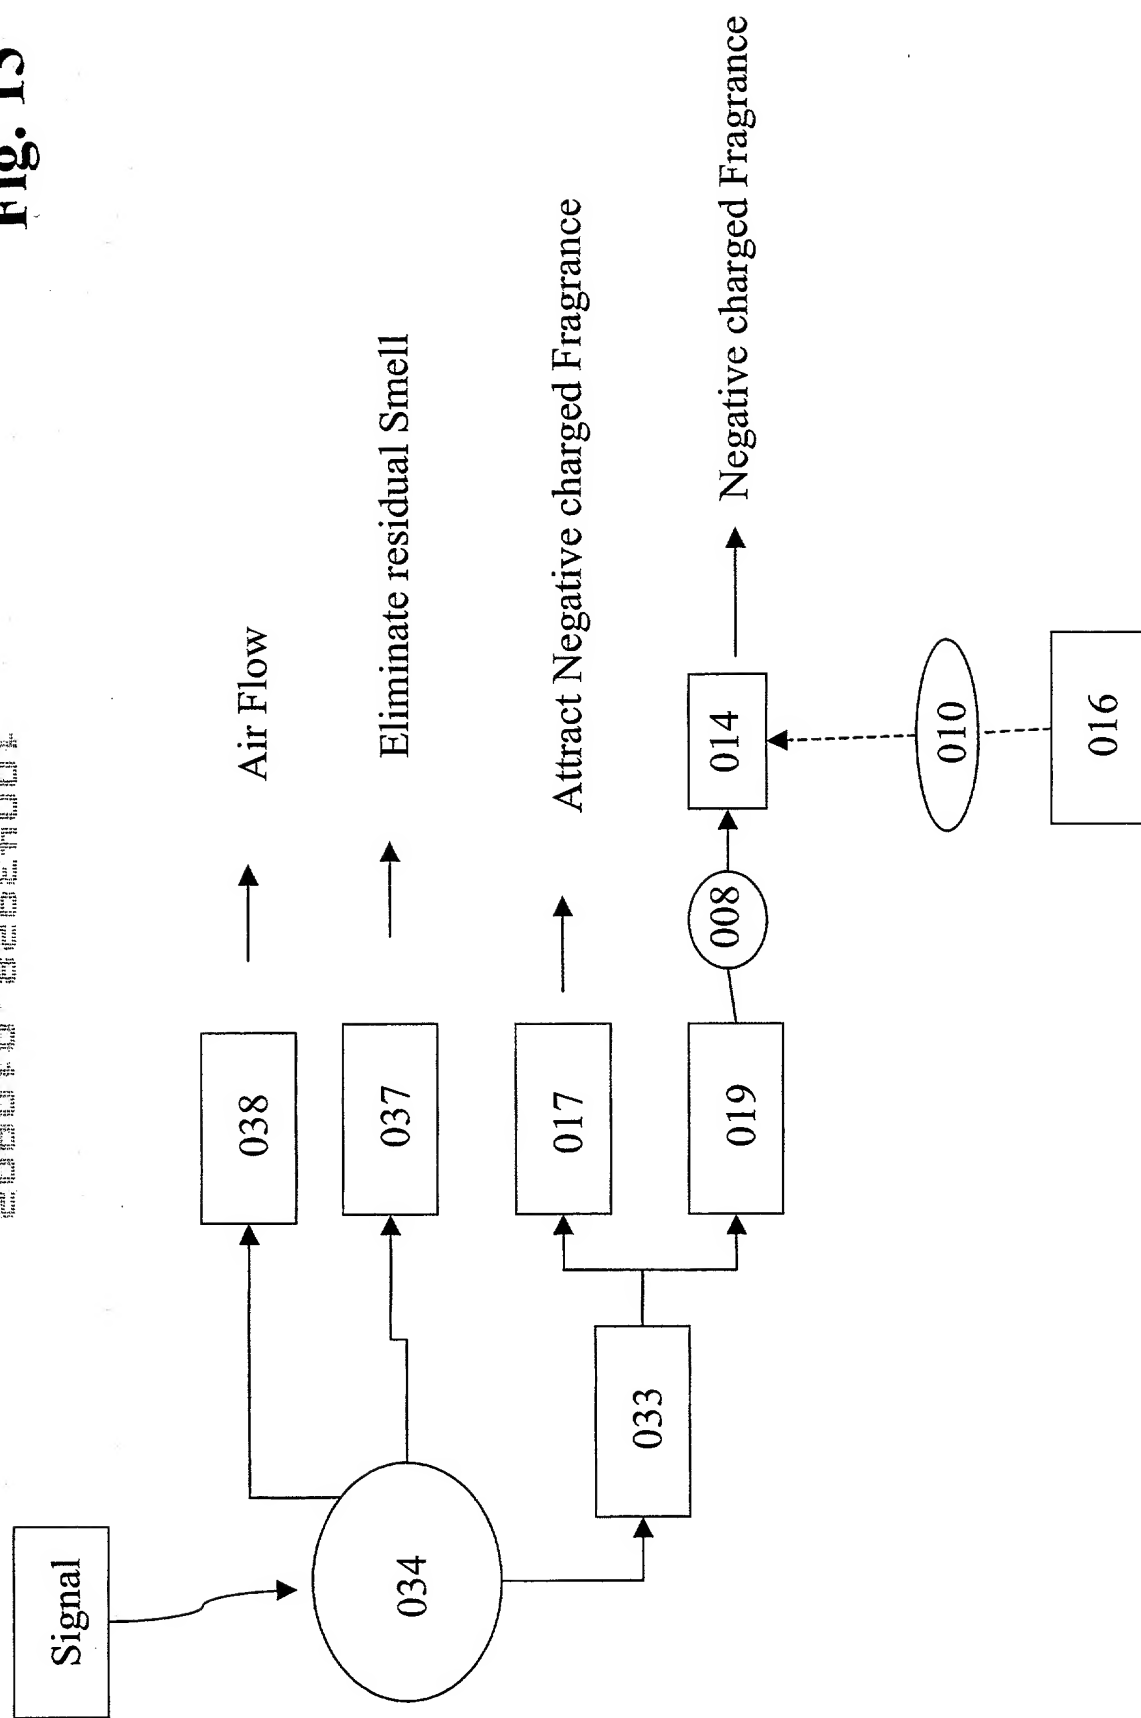 Fig. 13
Signal
034
038
Air Flow
037
Eliminate residual Smell
033
017
Attract Negative charged Fragrance
019
008
014
Negative charged Fragrance
010
016